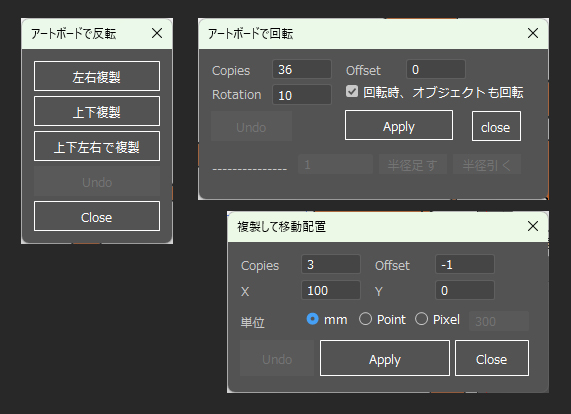 アートボードで反転
左右複製
上下複製
上下左右で複製
Undo
Close
アートボードで回転
Copies 36 Offset 0
Rotation 10 回転時、オブジェクトも回転
Undo Apply close
--------------- 1 半径足す 半径引く
複製して移動配置
Copies 3 Offset -1
X 100 Y 0
単位 mm Point Pixel 300
Undo Apply Close